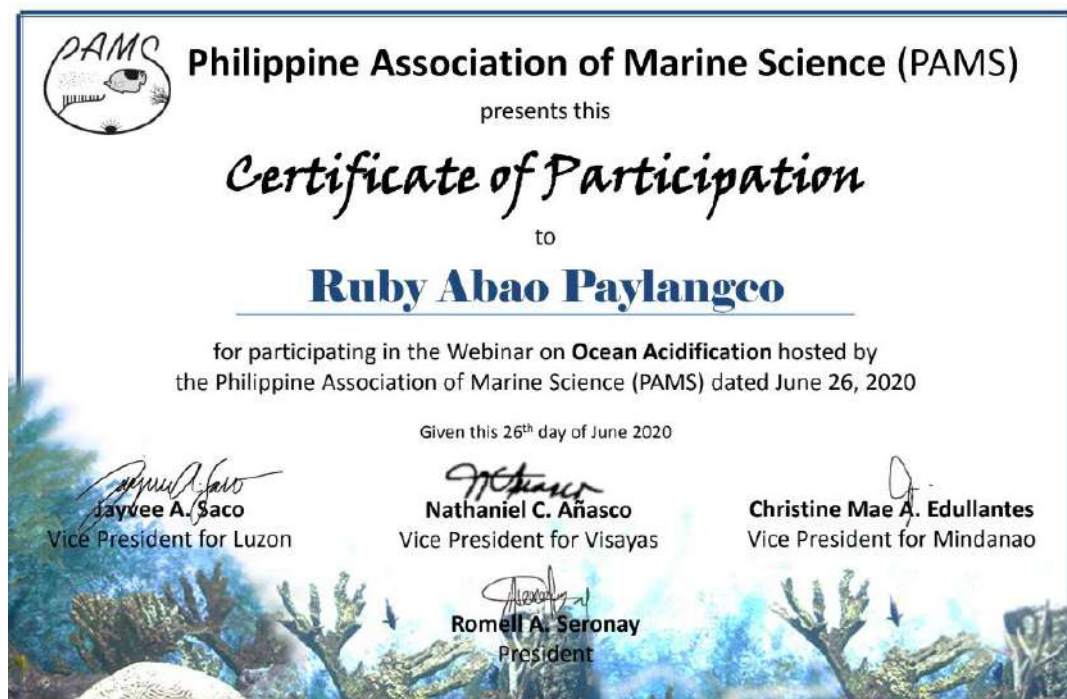 PAMS
Philippine Association of Marine Science (PAMS)
presents this
Certificate of Participation
to
Ruby Abao Paylangco
for participating in the Webinar on Ocean Acidification hosted by
the Philippine Association of Marine Science (PAMS) dated June 26, 2020
Given this 26th day of June 2020
Jayvee A. Saco
Vice President for Luzon
Nathaniel C. Añasco
Vice President for Visayas
Christine Mae A. Edullantes
Vice President for Mindanao
Romell A. Seronay
President